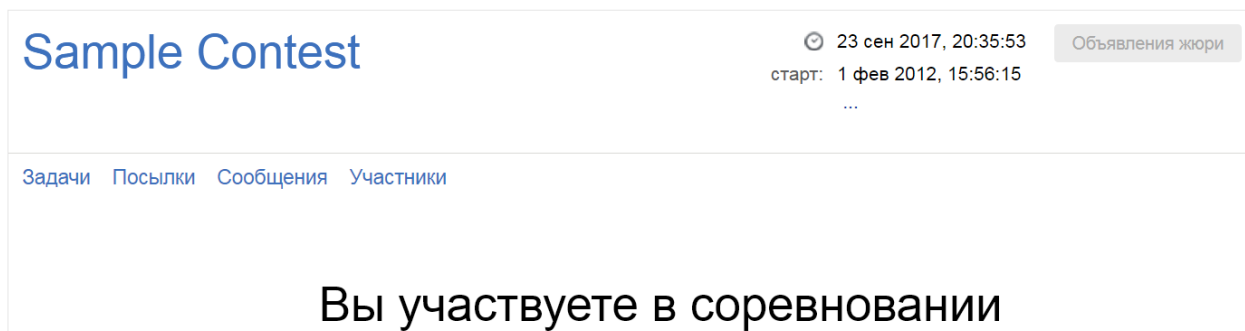 Sample Contest
23 сен 2017, 20:35:53
Объявления жюри
старт: 1 фев 2012, 15:56:15
...
Задачи Посылки Сообщения Участники
Вы участвуете в соревновании